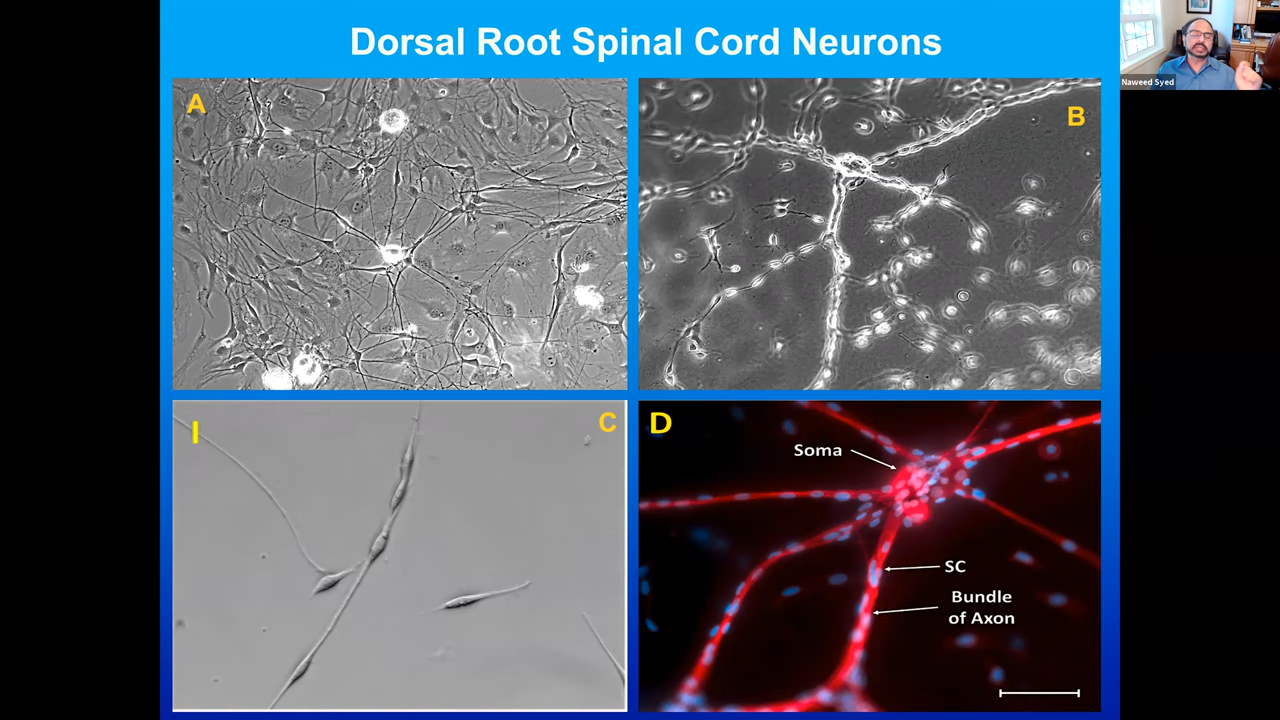 Dorsal Root Spinal Cord Neurons
Naweed Syed
A
B
I
C
D
Soma
SC
Bundle
of Axon